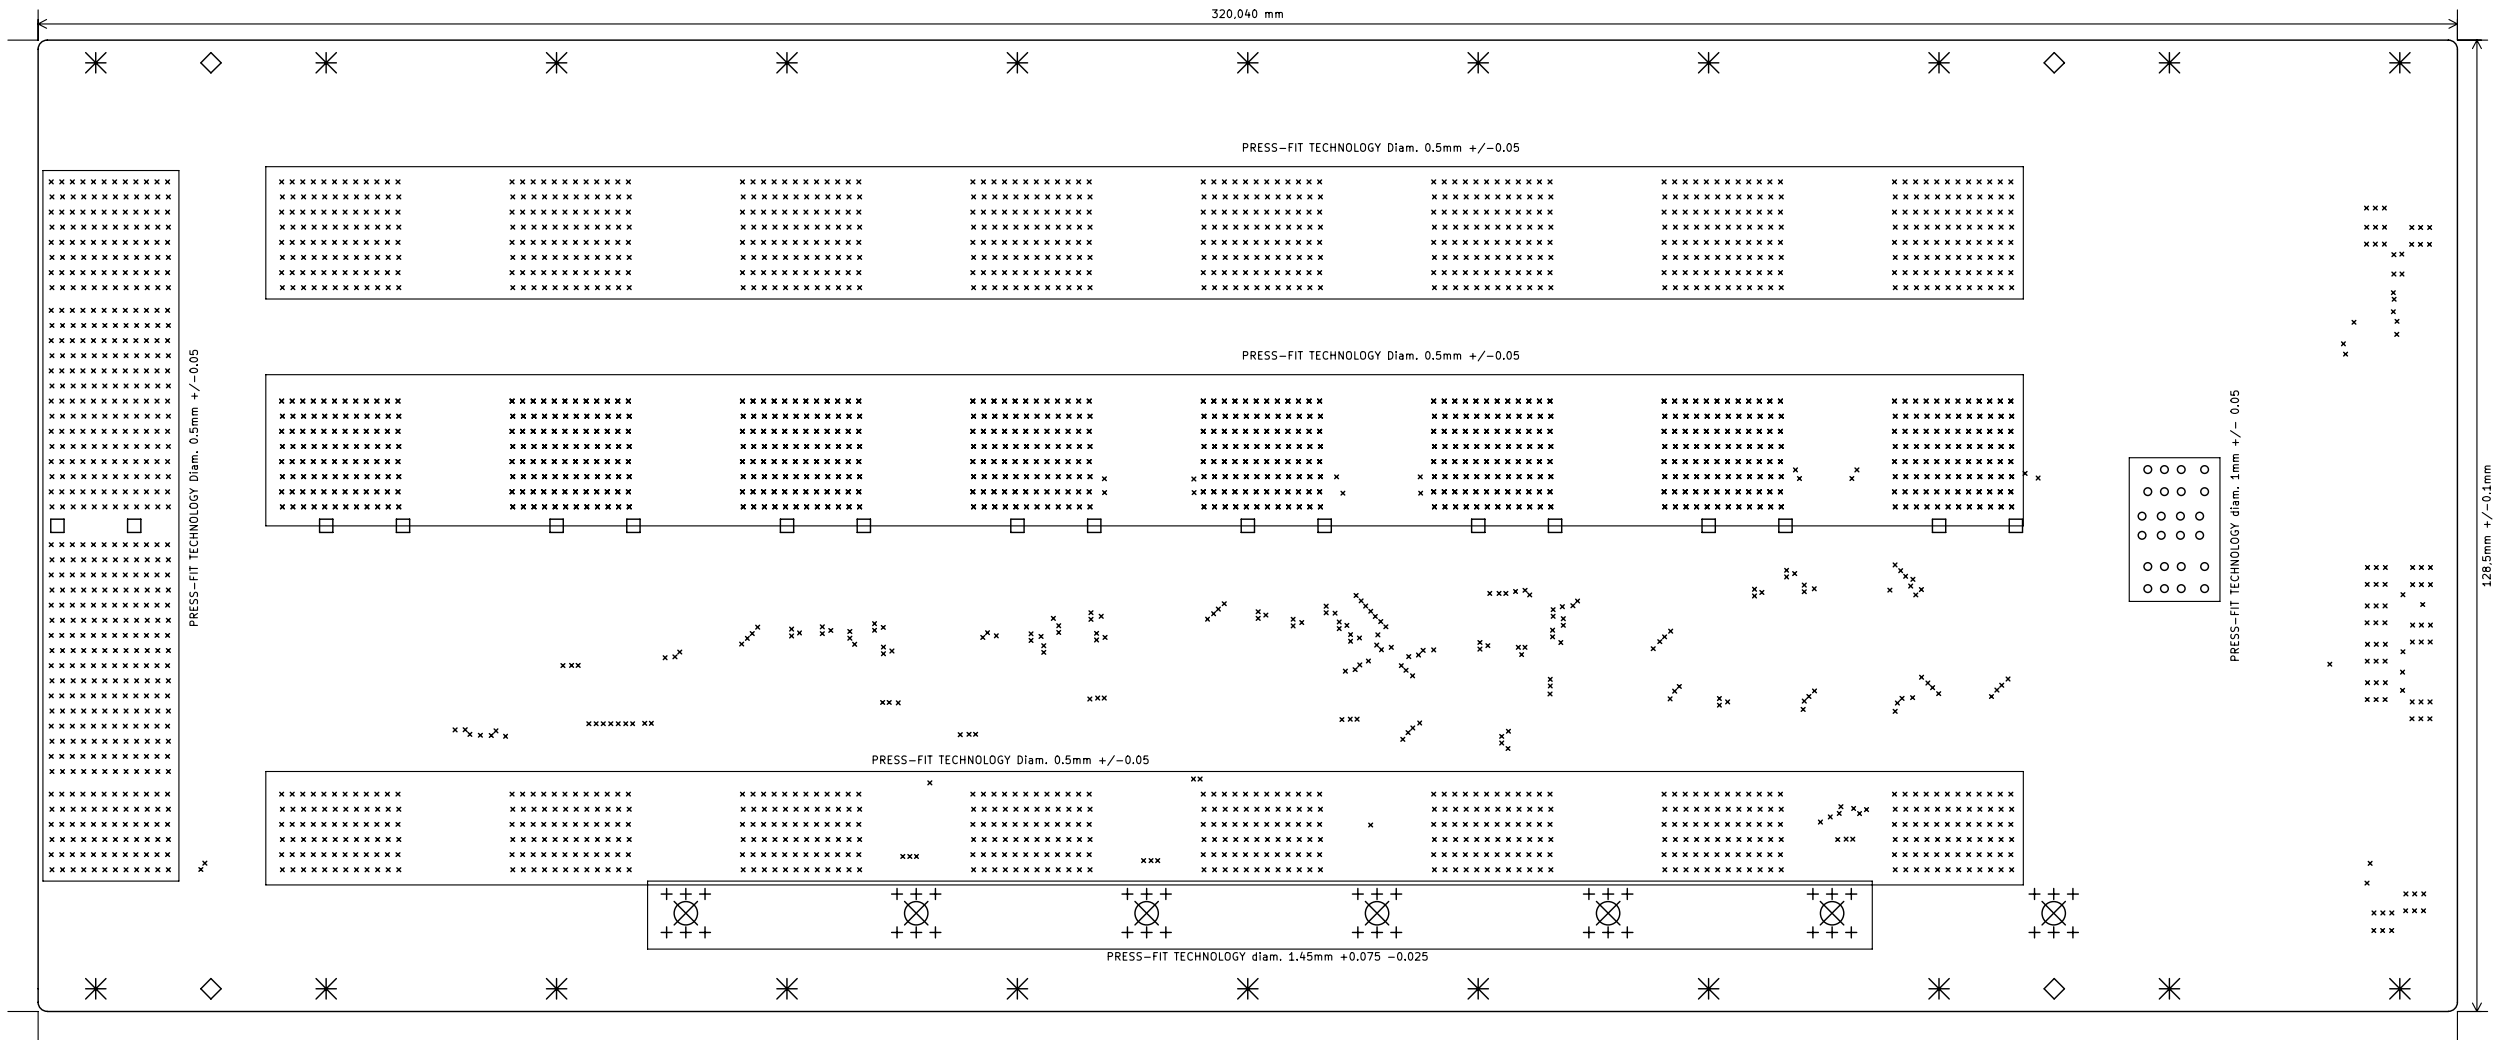 320,040 mm
PRESS-FIT TECHNOLOGY Diam. 0.5mm +/-0.05
PRESS-FIT TECHNOLOGY Diam. 0.5mm +/-0.05
PRESS-FIT TECHNOLOGY Diam. 0.5mm +/-0.05
PRESS-FIT TECHNOLOGY diam. 1mm +/- 0.05
128,5mm +/-0.1mm
PRESS-FIT TECHNOLOGY Diam. 0.5mm +/-0.05
PRESS-FIT TECHNOLOGY diam. 1.45mm +0.075 -0.025